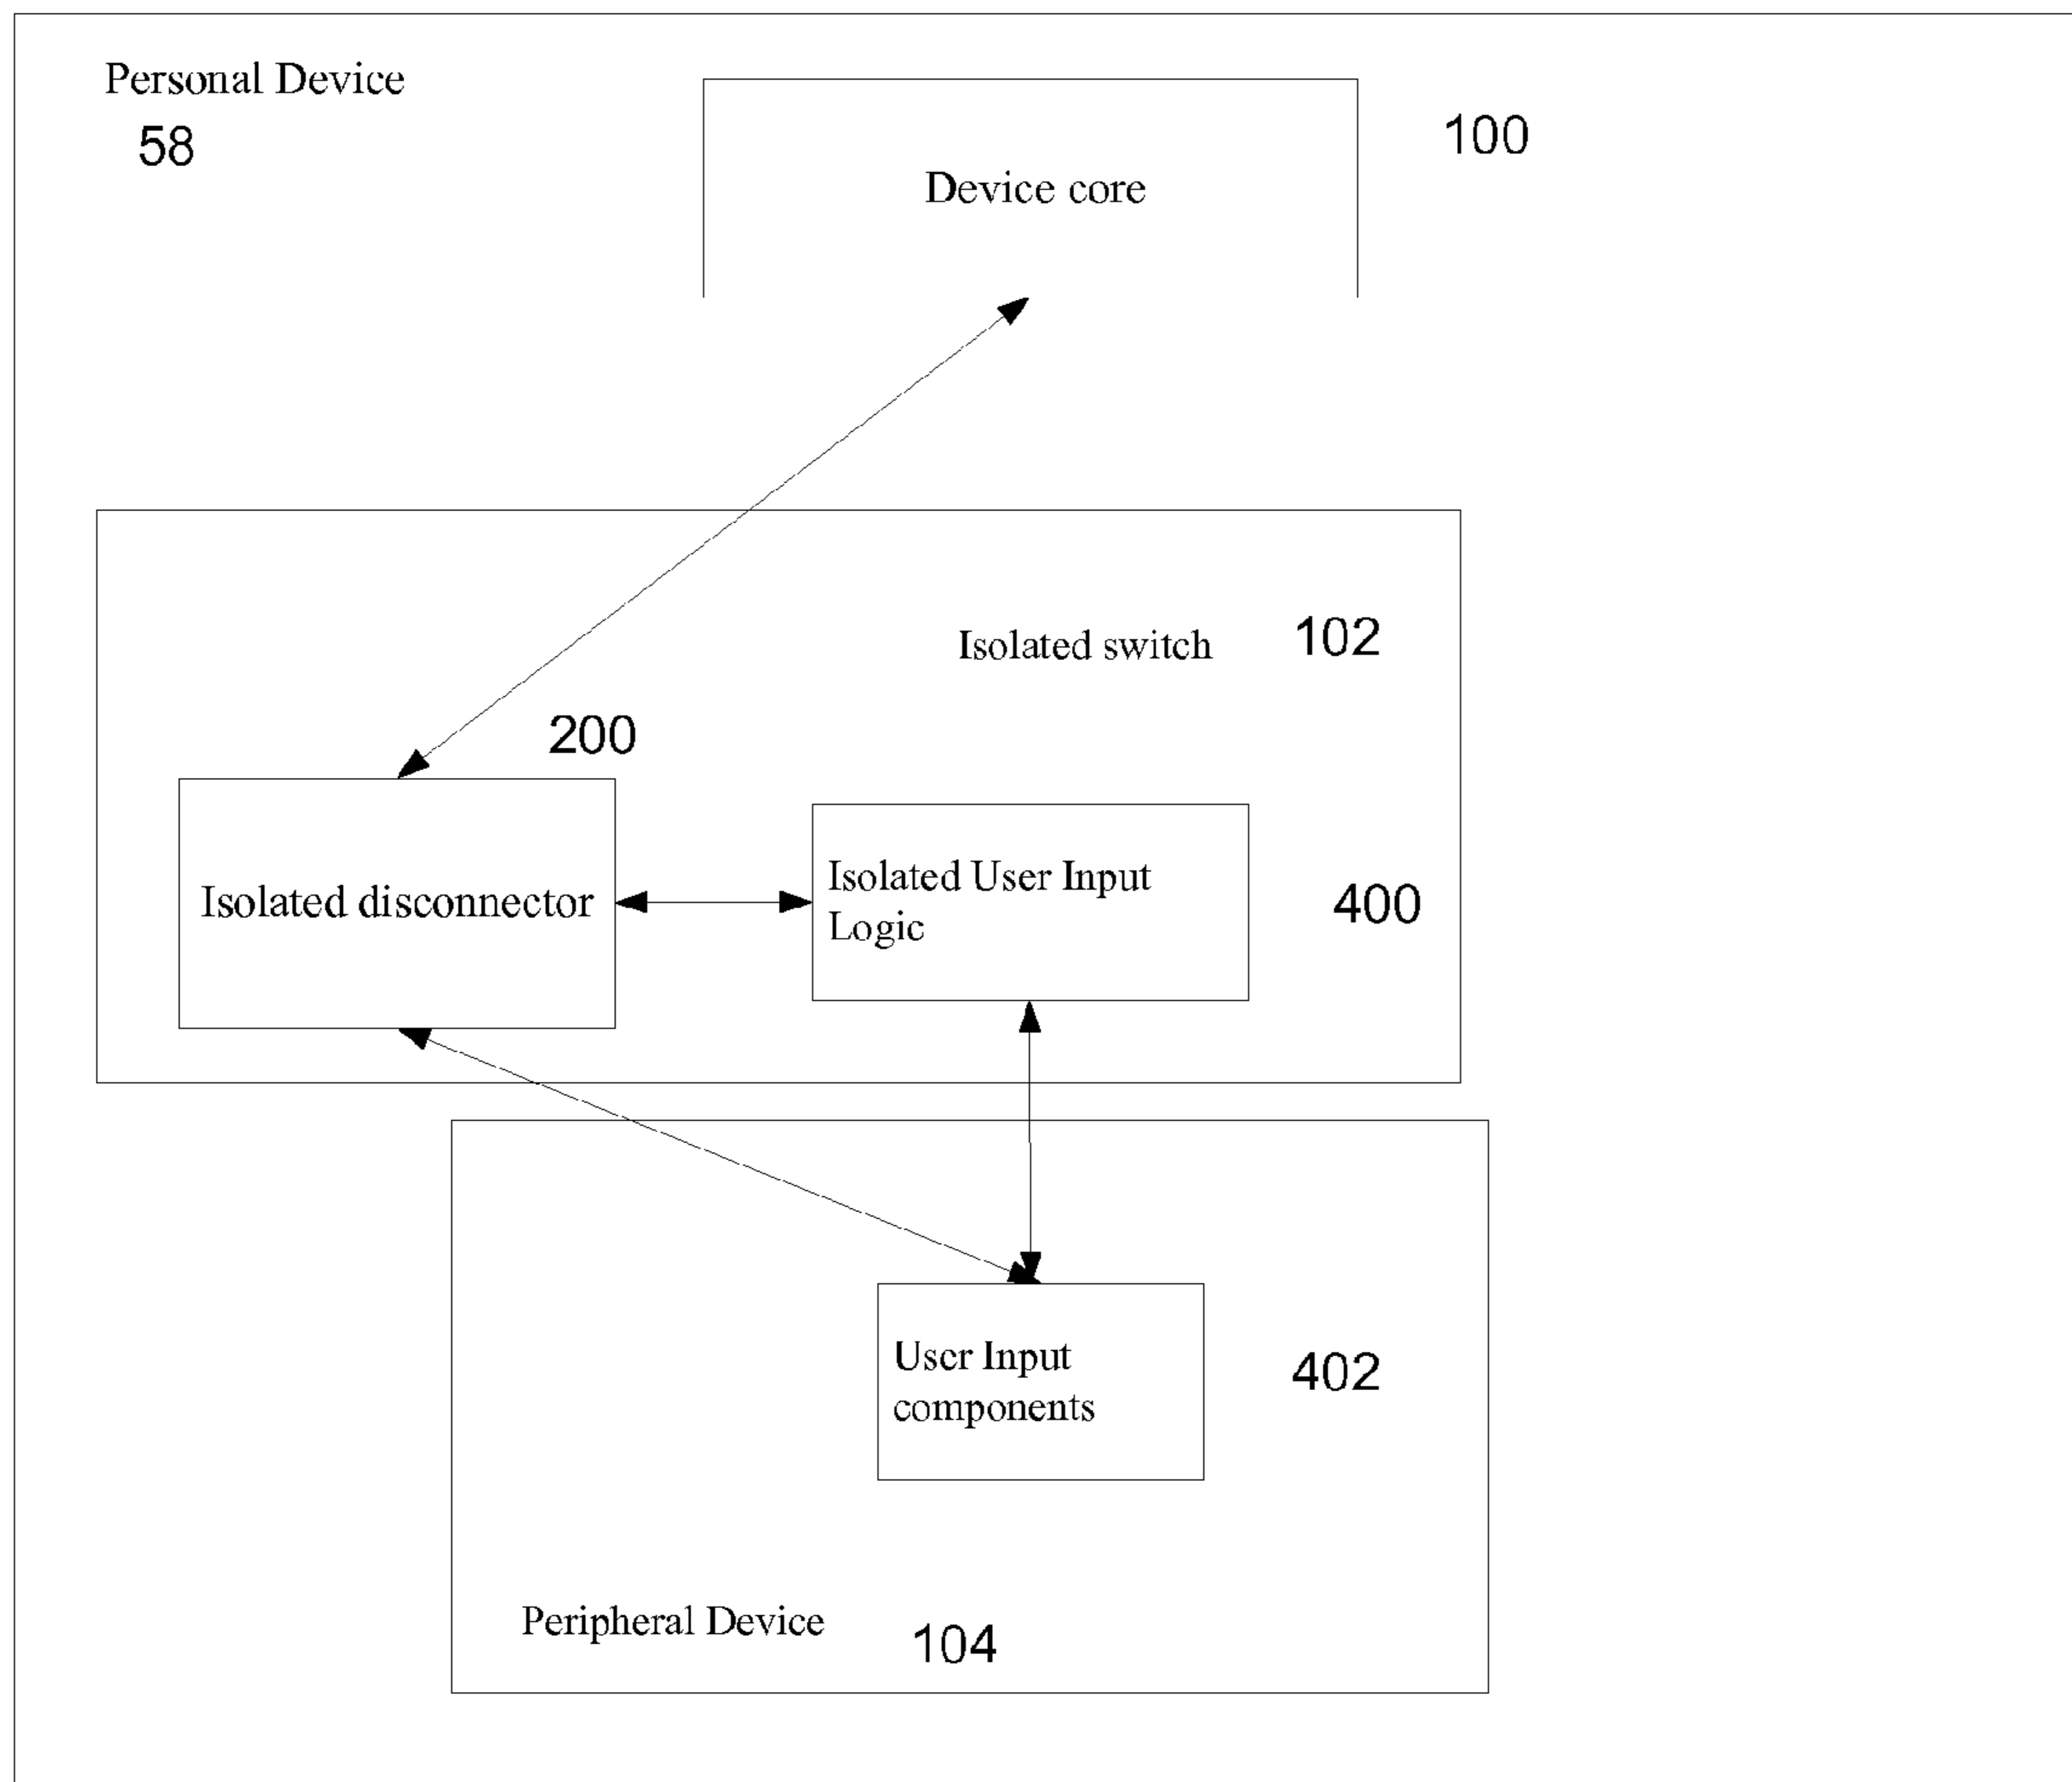 Personal Device
58
100
Device core
Isolated switch
102
200
Isolated disconnector
Isolated User Input
Logic
400
User Input
components
402
Peripheral Device
104